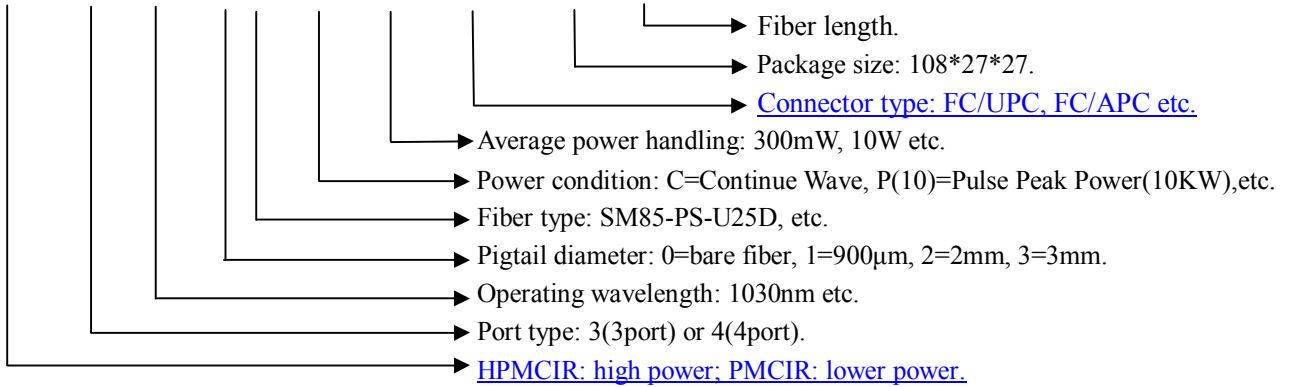 Fiber length.
Package size: 108*27*27.
Connector type: FC/UPC, FC/APC etc.
Average power handling: 300mW, 10W etc.
Power condition: C=Continue Wave, P(10)=Pulse Peak Power(10KW),etc.
Fiber type: SM85-PS-U25D, etc.
Pigtail diameter: 0=bare fiber, 1=900μm, 2=2mm, 3=3mm.
Operating wavelength: 1030nm etc.
Port type: 3(3port) or 4(4port).
HPMCIR: high power; PMCIR: lower power.